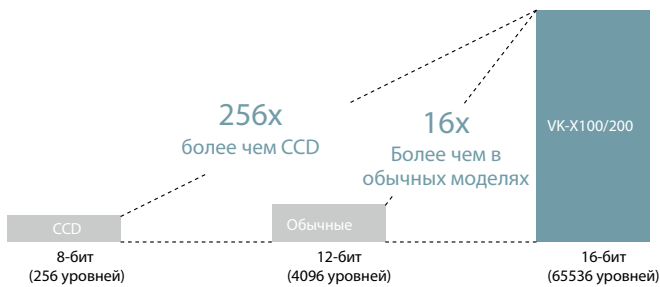 256x
более чем CCD
16x
Более чем в
обычных моделях
VK-X100/200
CCD
Обычные
8-бит
(256 уровней)
12-бит
(4096 уровней)
16-бит
(65536 уровней)